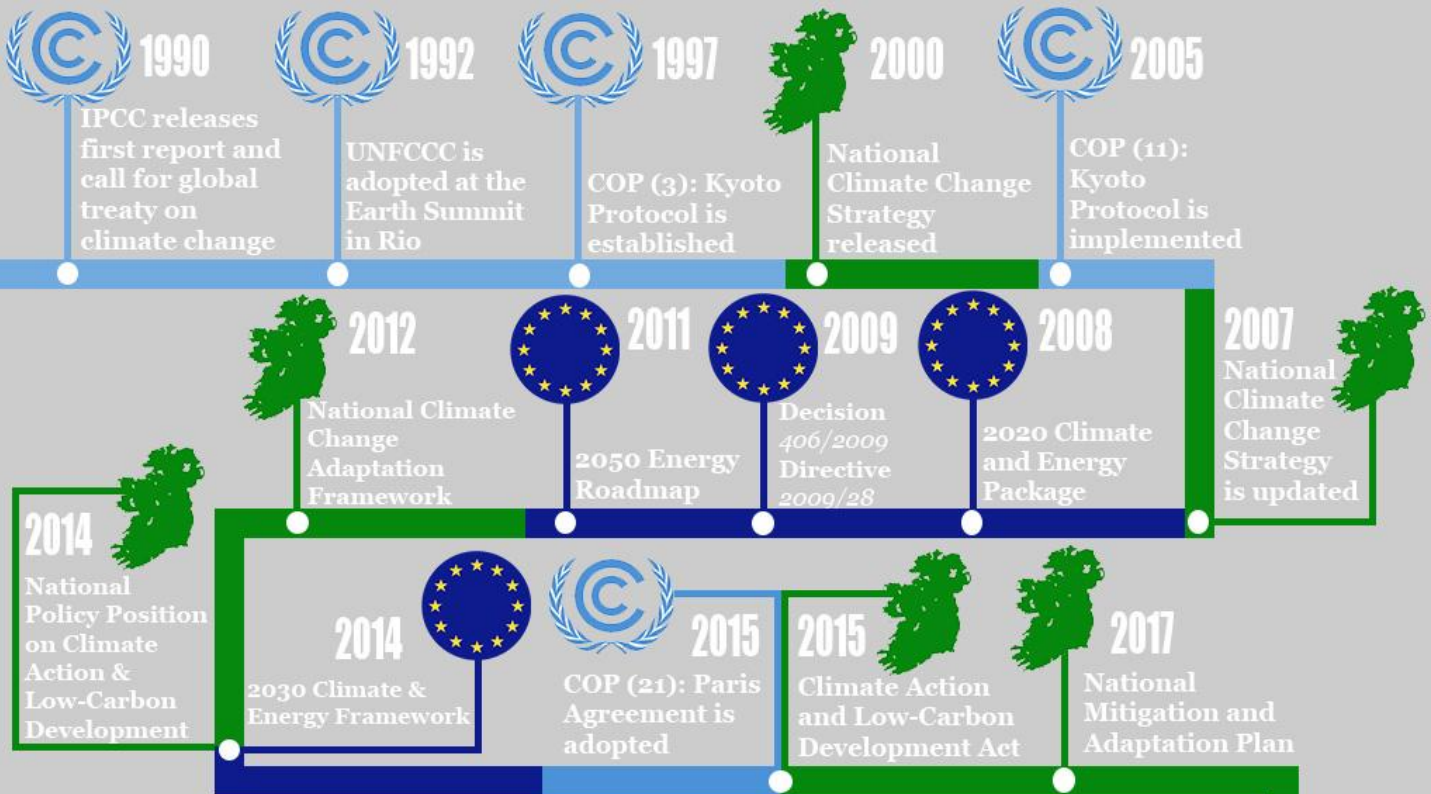 1990
IPCC releases
first report and
call for global
treaty on
climate change
1992
UNFCCC is
adopted at the
Earth Summit
in Rio
1997
COP (3): Kyoto
Protocol is
established
2000
National
Climate Change
Strategy
released
2005
COP (11):
Kyoto
Protocol is
implemented
2007
National
Climate
Change
Strategy
is updated
2008
2020 Climate
and Energy
Package
2009
Decision
406/2009
Directive
2009/28
2011
2050 Energy
Roadmap
2012
National Climate
Change
Adaptation
Framework
2014
National
Policy Position
on Climate
Action &
Low-Carbon
Development
2014
2030 Climate &
Energy Framework
2015
COP (21): Paris
Agreement is
adopted
2015
Climate Action
and Low-Carbon
Development Act
2017
National
Mitigation and
Adaptation Plan